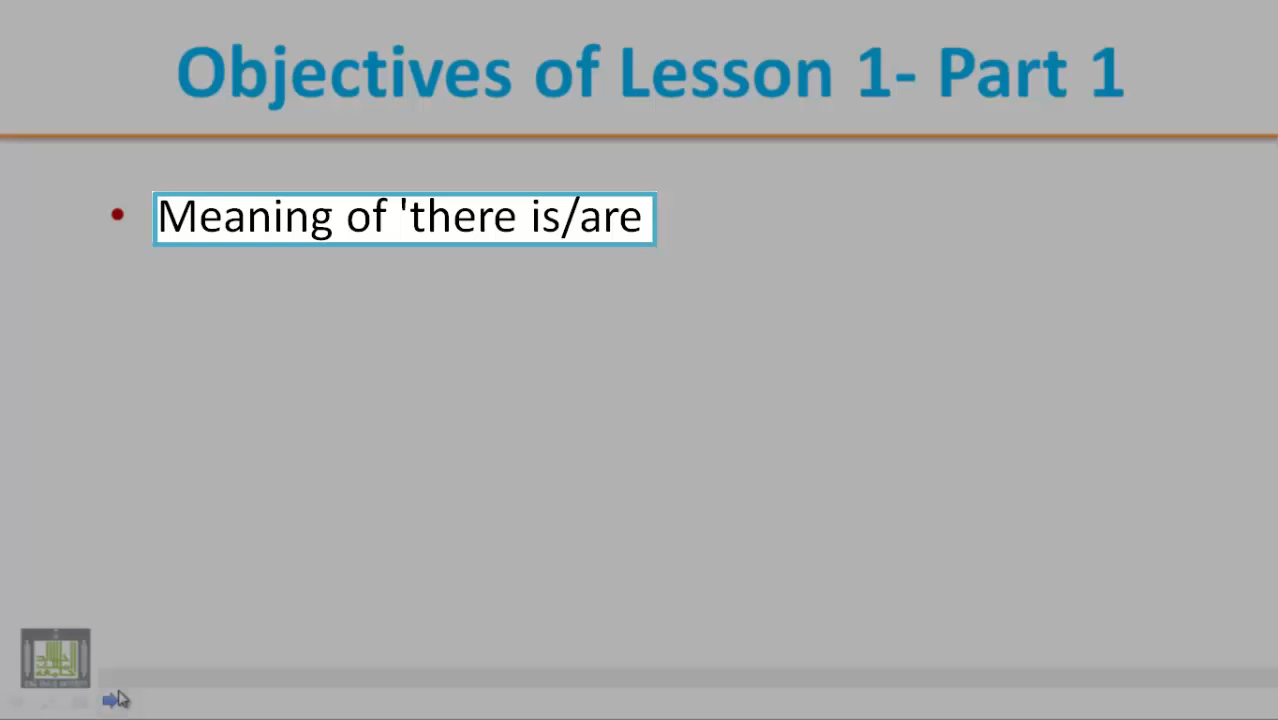 Objectives of Lesson 1- Part 1
• Meaning of 'there is/are